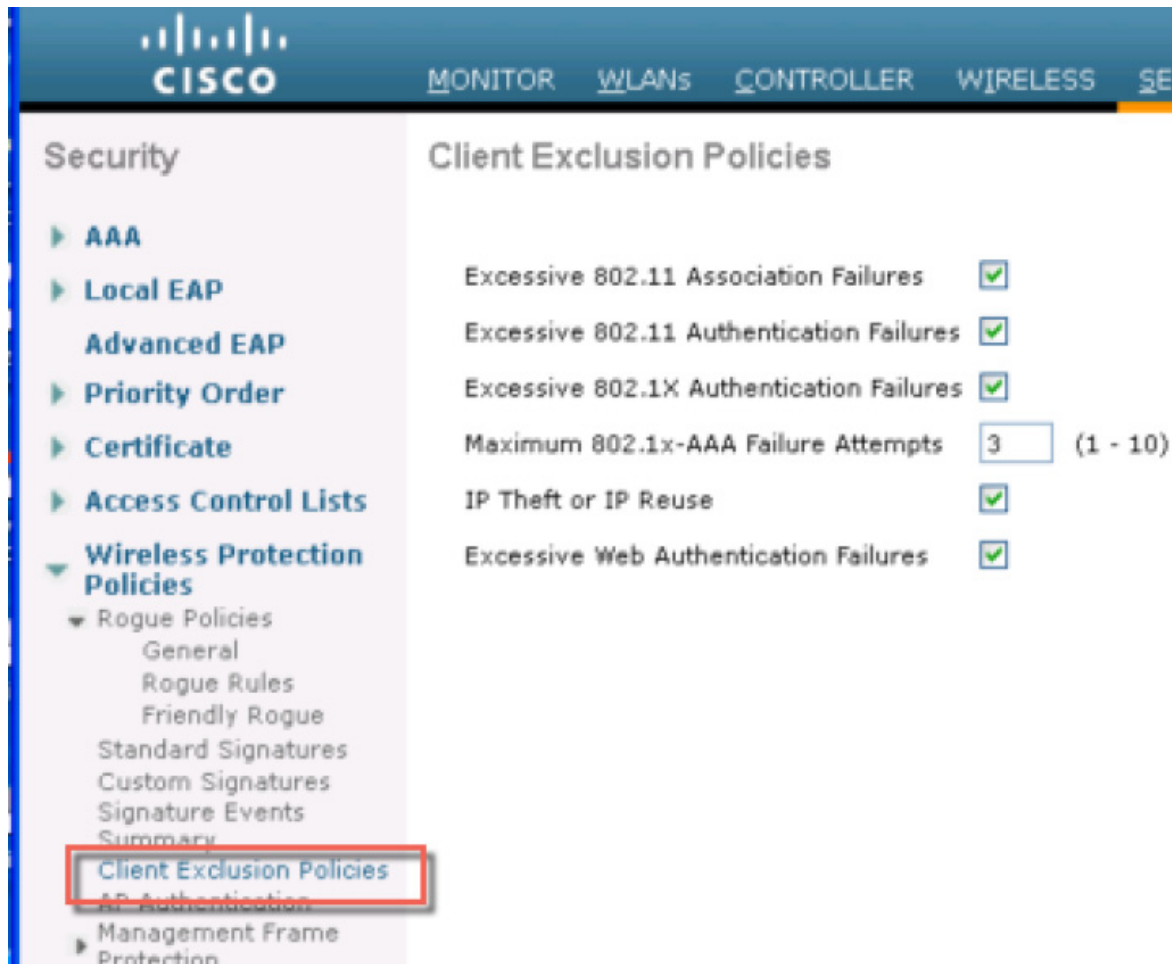 CISCO
MONITOR WLANs CONTROLLER WIRELESS SE
Security
AAA
Local EAP
Advanced EAP
Priority Order
Certificate
Access Control Lists
Wireless Protection
Policies
Rogue Policies
General
Rogue Rules
Friendly Rogue
Standard Signatures
Custom Signatures
Signature Events
Summary
Client Exclusion Policies
AP Authentication
Management Frame
Protection
Client Exclusion Policies
Excessive 802.11 Association Failures
Excessive 802.11 Authentication Failures
Excessive 802.1X Authentication Failures
Maximum 802.1x-AAA Failure Attempts 3 (1 - 10)
IP Theft or IP Reuse
Excessive Web Authentication Failures